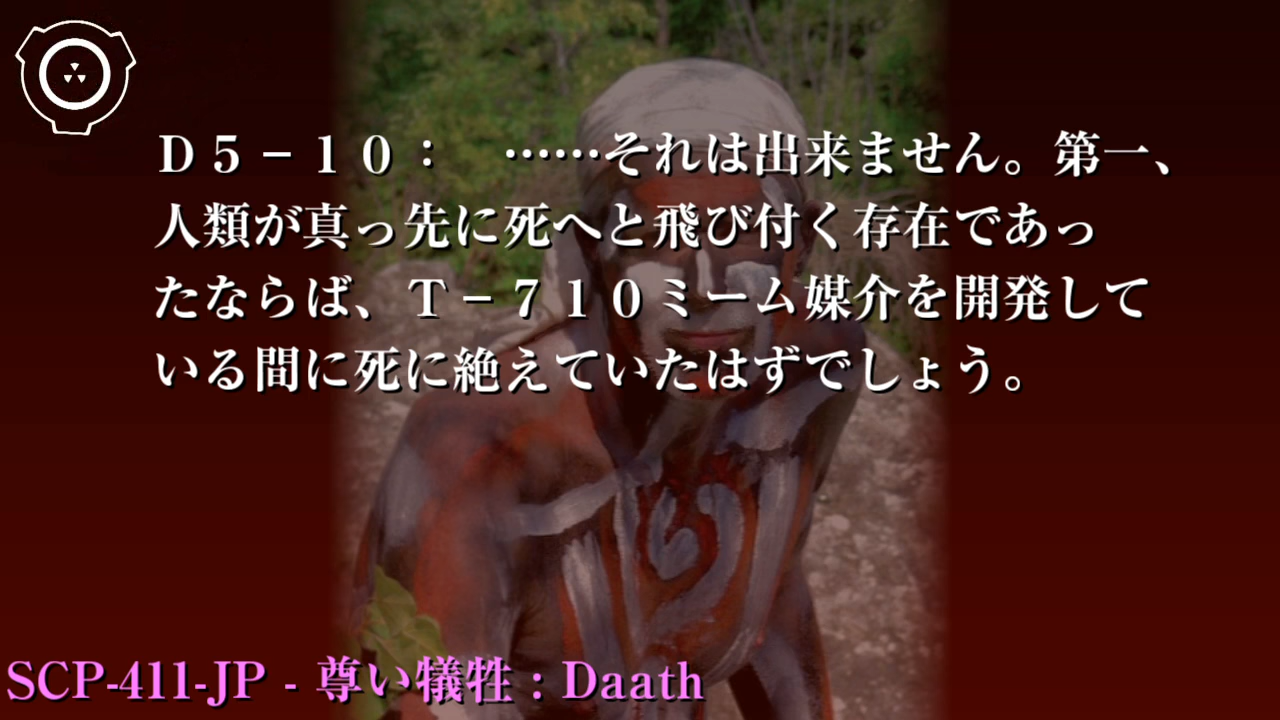 Ｄ５－１０：　……それは出来ません。第一、
人類が真っ先に死へと飛び付く存在であっ
たならば、Ｔ－７１０ミーム媒介を開発して
いる間に死に絶えていたはずでしょう。
SCP-411-JP - 尊い犠牲：Daath